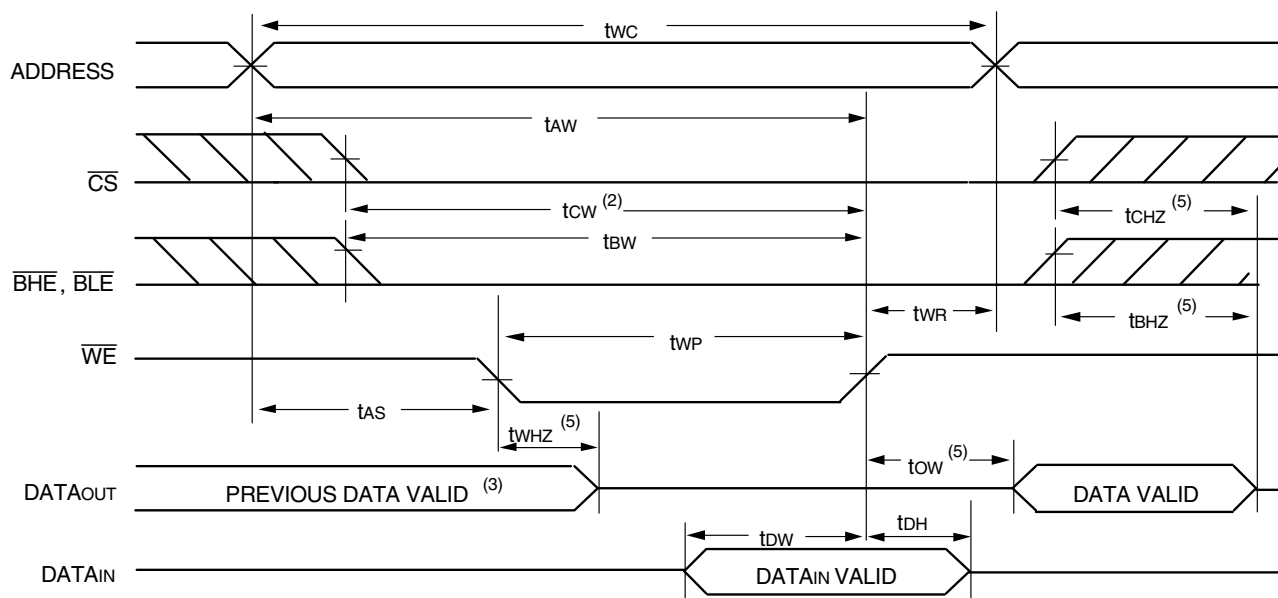 tWC
ADDRESS
tAW
CS
tCW (2)
tCHZ (5)
tBW
BHE, BLE
tWR
tBHZ (5)
tWP
WE
tAS
tWHZ (5)
tOW (5)
DATAOUT
PREVIOUS DATA VALID (3)
DATA VALID
tDW
tDH
DATAIN
DATAIN VALID